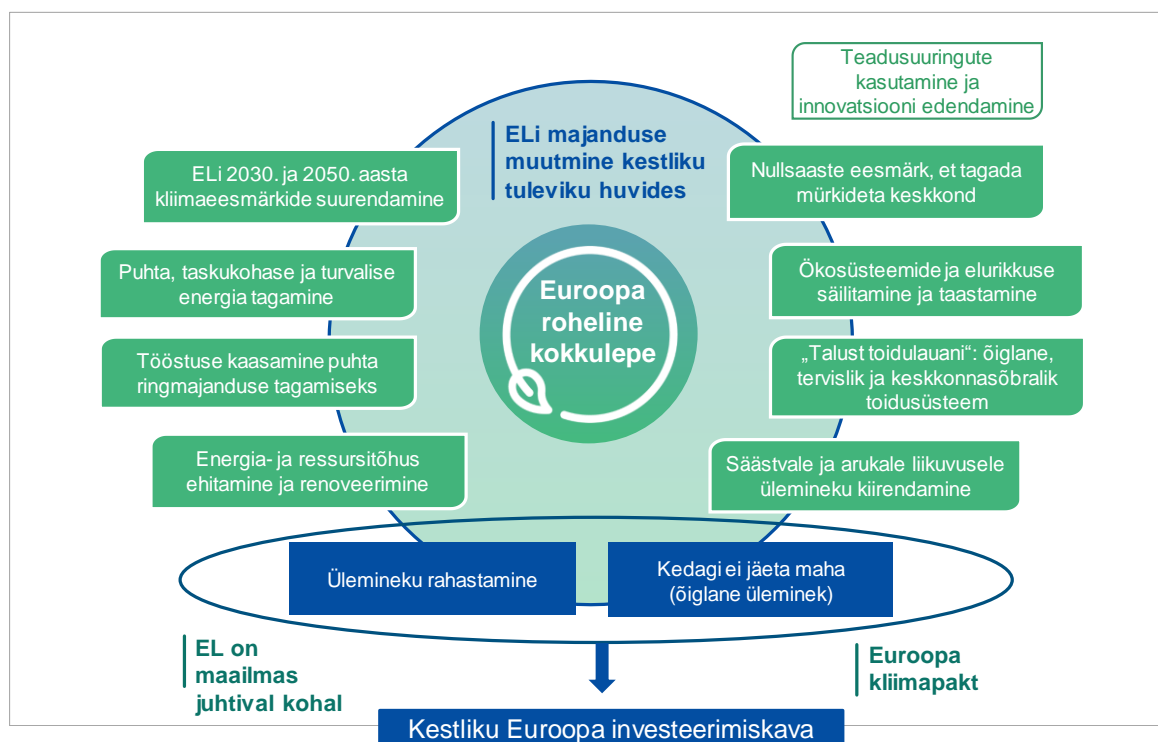 Teadusuuringute
kasutamine ja
innovatsiooni edendamine
ELi majanduse
muutmine kestliku
tuleviku huvides
ELi 2030. ja 2050. aasta
kliimaeesmärkide suurendamine
Nullsaaste eesmärk, et tagada
mürkideta keskkond
Puhta, taskukohase ja turvalise
energia tagamine
Ökosüsteemide ja elurikkuse
säilitamine ja taastamine
Euroopa
roheline
kokkulepe
Tööstuse kaasamine puhta
ringmajanduse tagamiseks
„Talust toidulauani“: õiglane,
tervislik ja keskkonnasõbralik
toidusüsteem
Energia- ja ressursitõhus
ehitamine ja renoveerimine
Säästvale ja arukale liikuvusele
ülemineku kiirendamine
Ülemineku rahastamine
Kedagi ei jäeta maha
(õiglane üleminek)
EL on
maailmas
juhtival kohal
Euroopa
kliimapakt
Kestliku Euroopa investeerimiskava